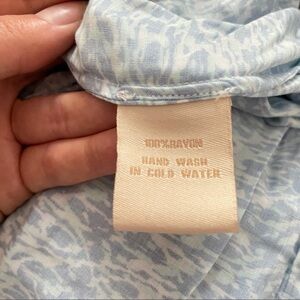 100%RAYON
HAND WASH
IN COLD WATER